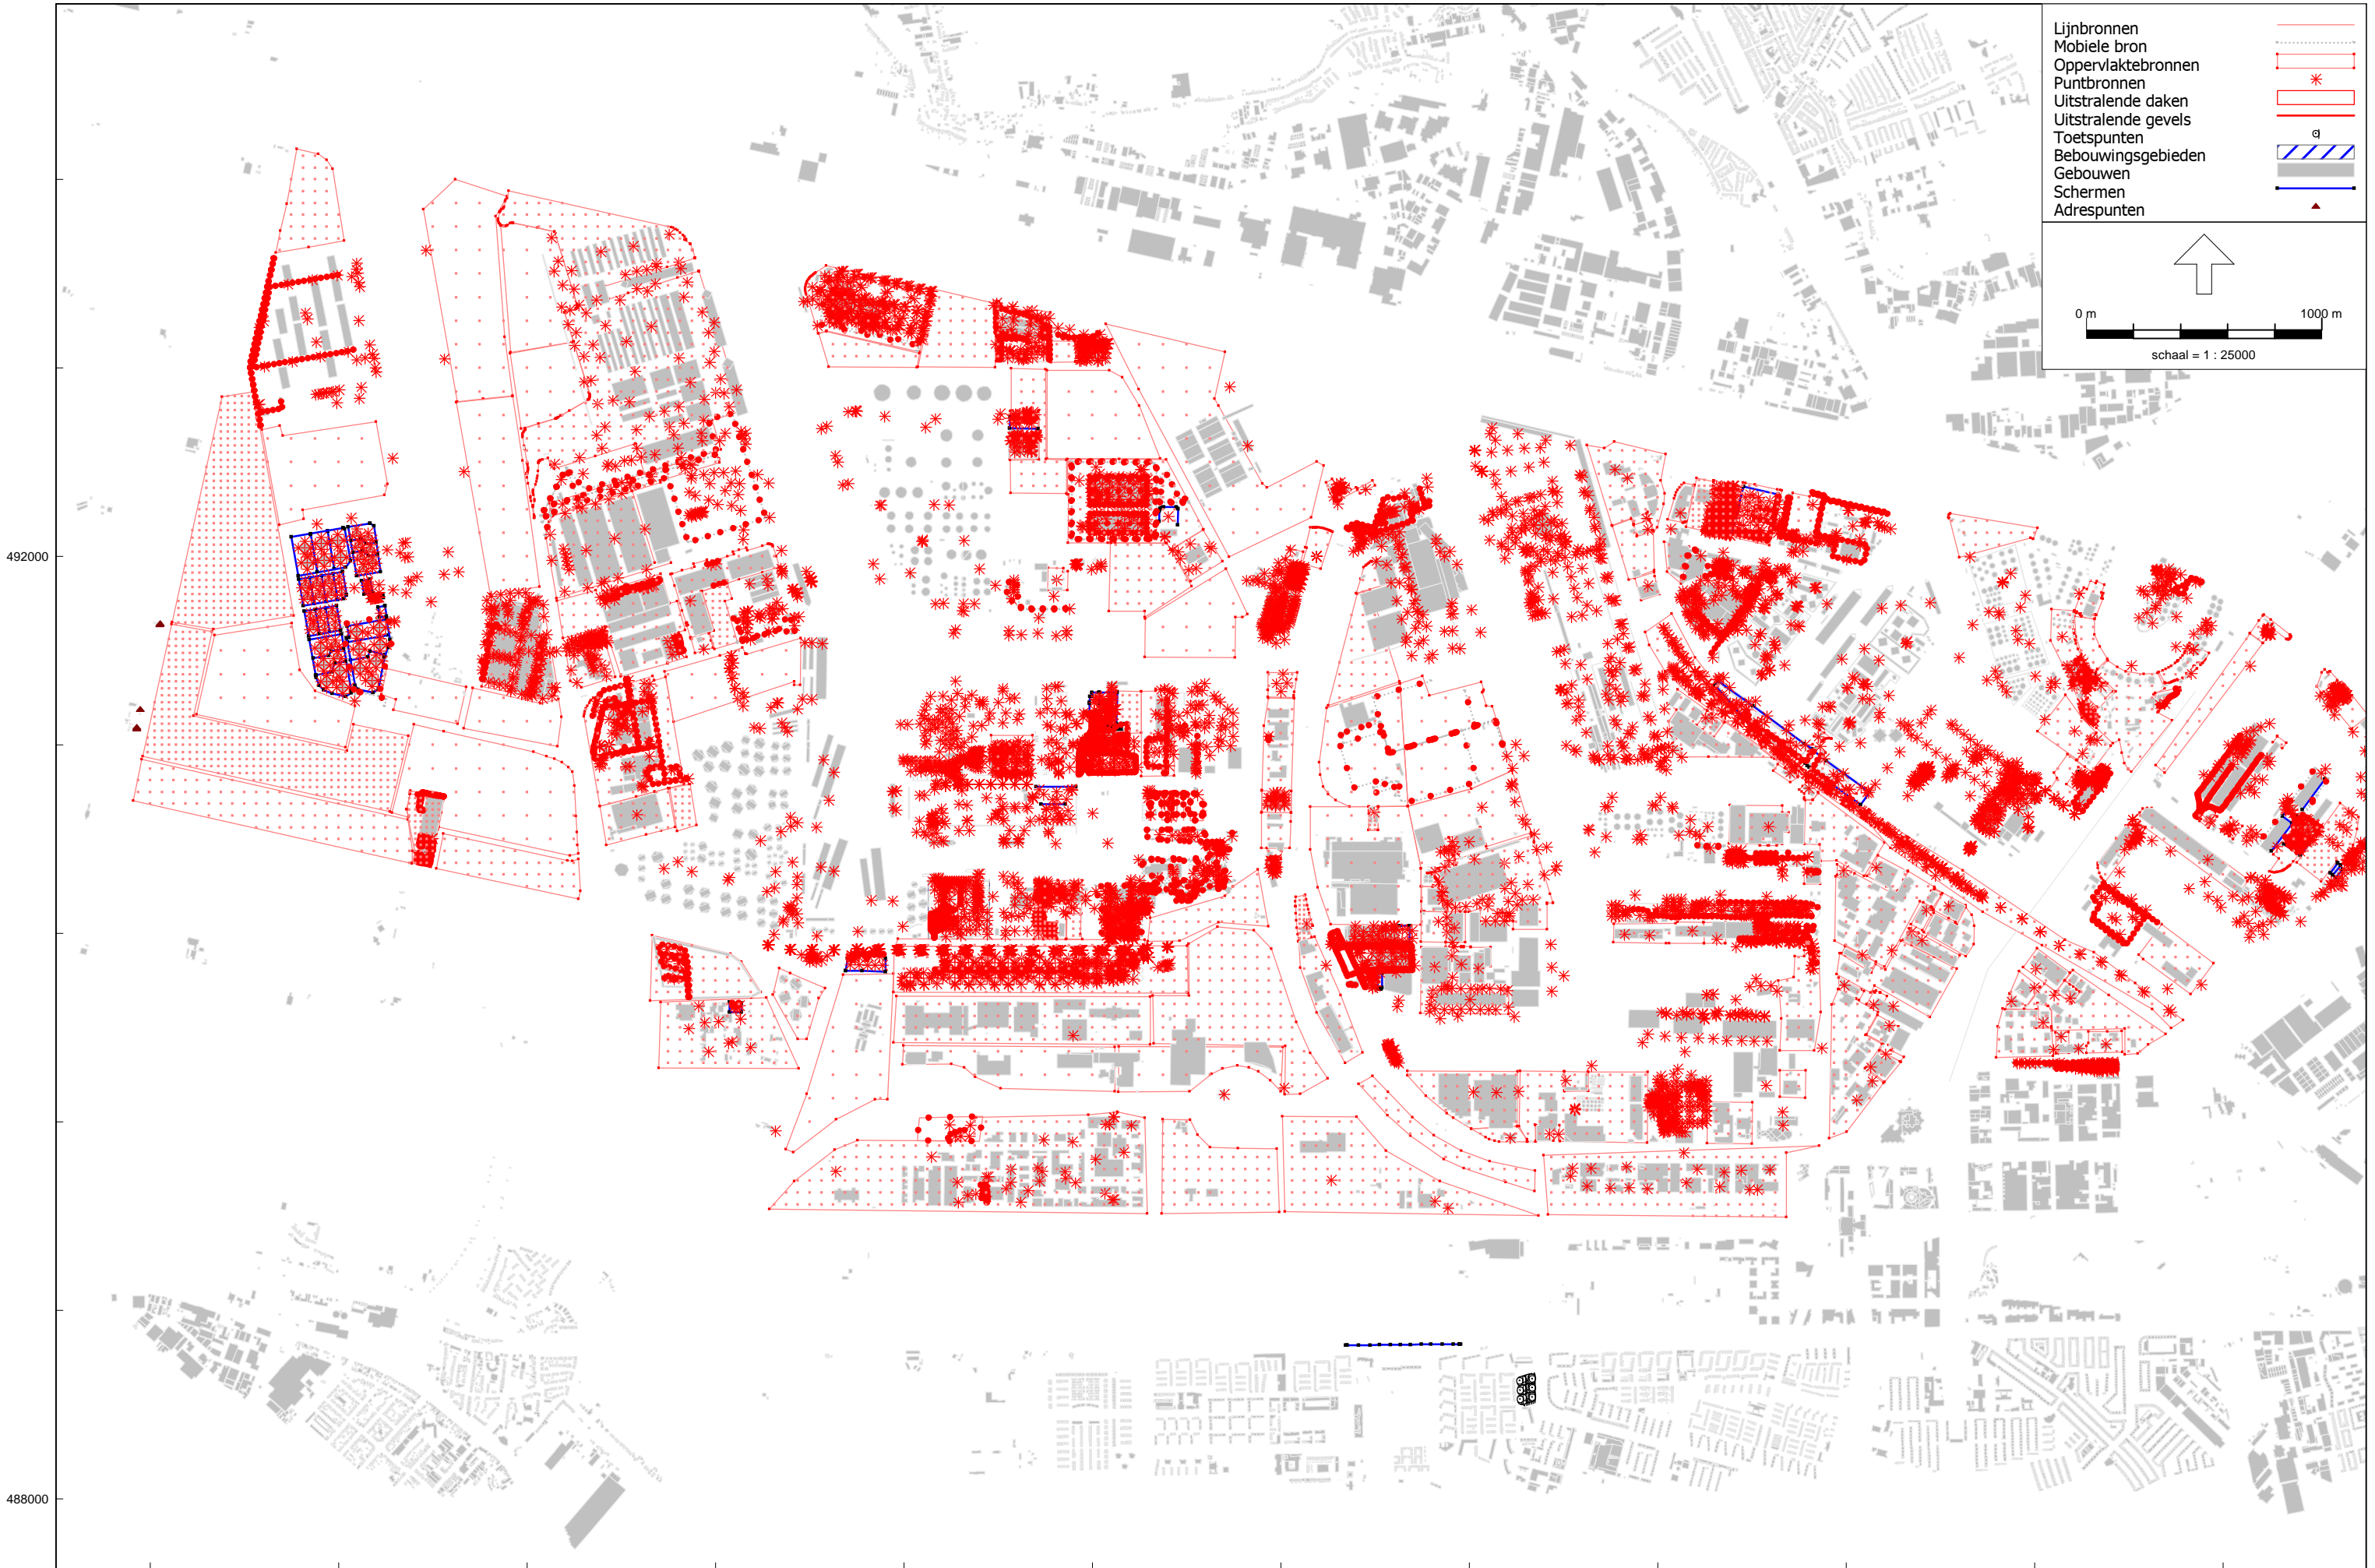 Lijnbronnen
Mobiele bron
Oppervlaktebronnen
Puntbronnen
Uitstralende daken
Uitstralende gevels
Toetspunten
Bebouwingsgebieden
Gebouwen
Schermen
Adrespunten
0 m 1000 m
schaal = 1 : 25000
492000
488000